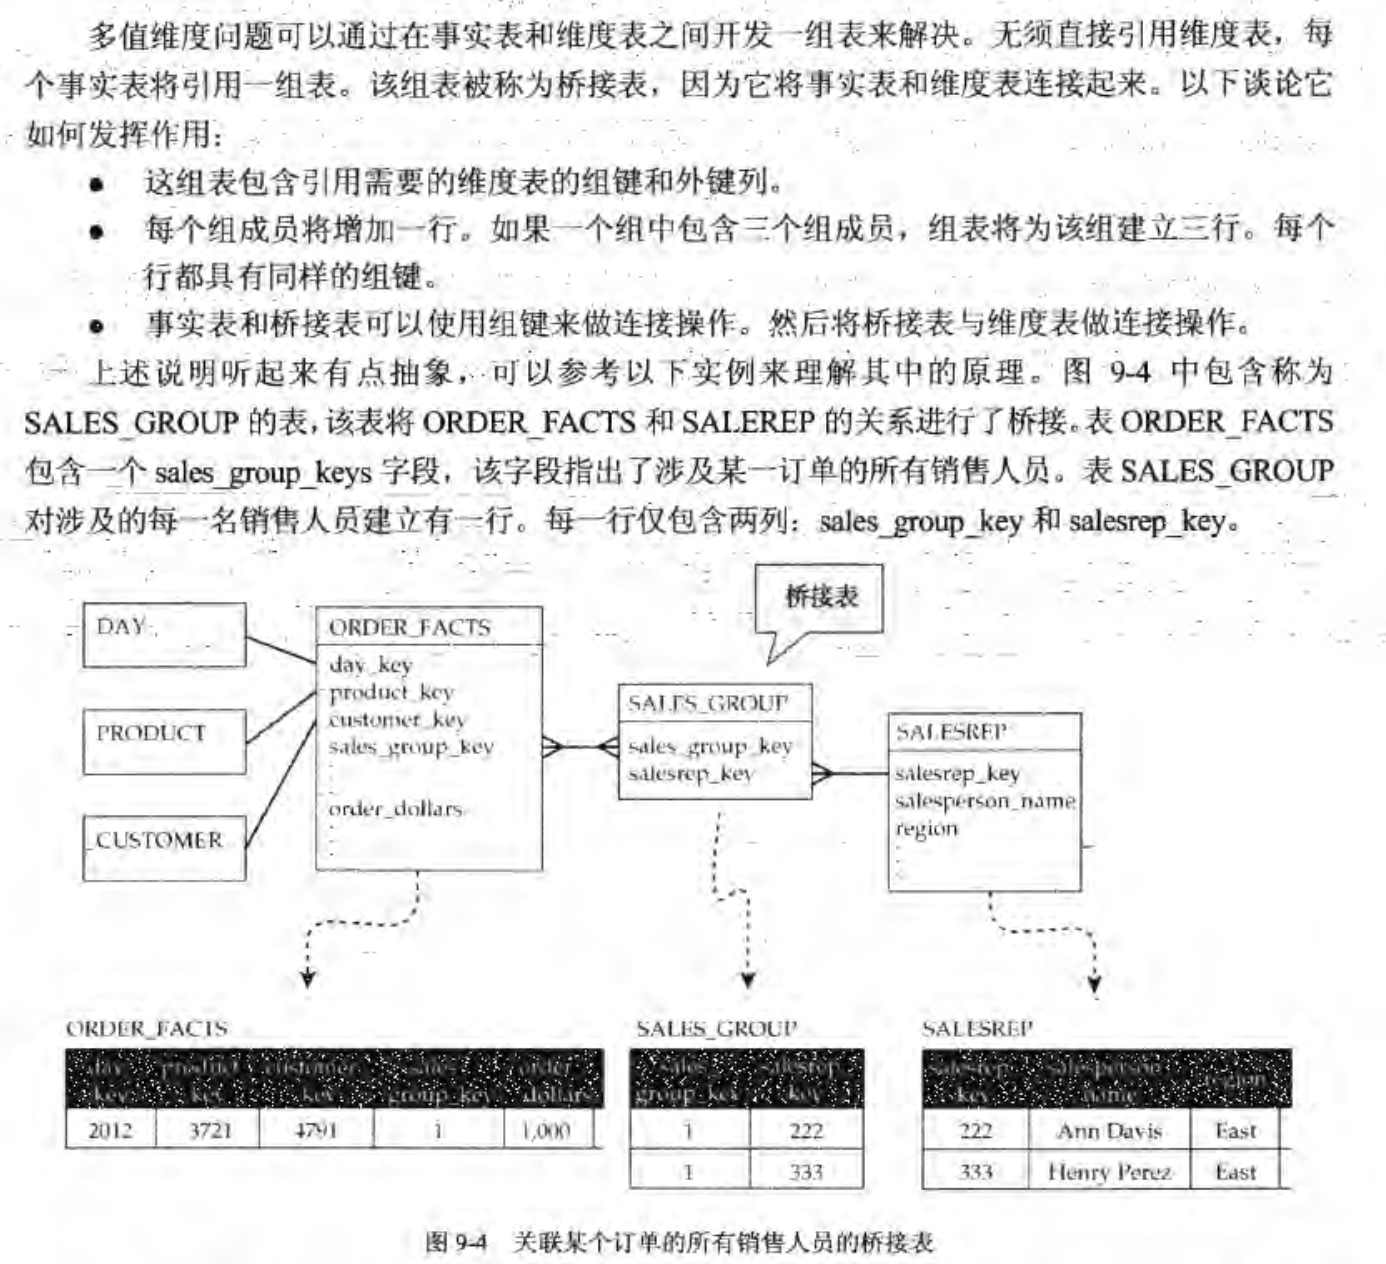 多值维度问题可以通过在事实表和维度表之间开发一组表来解决。无须直接引用维度表，每
个事实表将引用一组表。该组表被称为桥接表，因为它将事实表和维度表连接起来。以下谈论它
如何发挥作用：
● 这组表包含引用需要的维度表的组键和外键列。
● 每个组成员将增加一行。如果一个组中包含三个组成员，组表将为该组建立三行。每个
行都具有同样的组键。
● 事实表和桥接表可以使用组键来做连接操作。然后将桥接表与维度表做连接操作。
上述说明听起来有点抽象，可以参考以下实例来理解其中的原理。图 9-4 中包含称为
SALES_GROUP 的表，该表将 ORDER_FACTS 和 SALEREP 的关系进行了桥接。表 ORDER_FACTS
包含一个 sales_group_keys 字段，该字段指出了涉及某一订单的所有销售人员。表 SALES_GROUP
对涉及的每一名销售人员建立有一行。每一行仅包含两列：sales_group_key 和 salesrep_key。
桥接表
DAY
PRODUCT
CUSTOMER
ORDER_FACTS
day_key
product_key
customer_key
sales_group_key
order_dollars
SALES_GROUP
sales_group_key
salesrep_key
SALESREP
salesrep_key
salesperson_name
region
ORDER_FACTS
day key product key customer key sales group_key order dollars
2012 3721 4791 1 1,000
SALES_GROUP
sales group_key salesrep key
1 222
1 333
SALESREP
salesrep key salesperson name region
222 Ann Davis East
333 Henry Perez East
图 9-4 关联某个订单的所有销售人员的桥接表